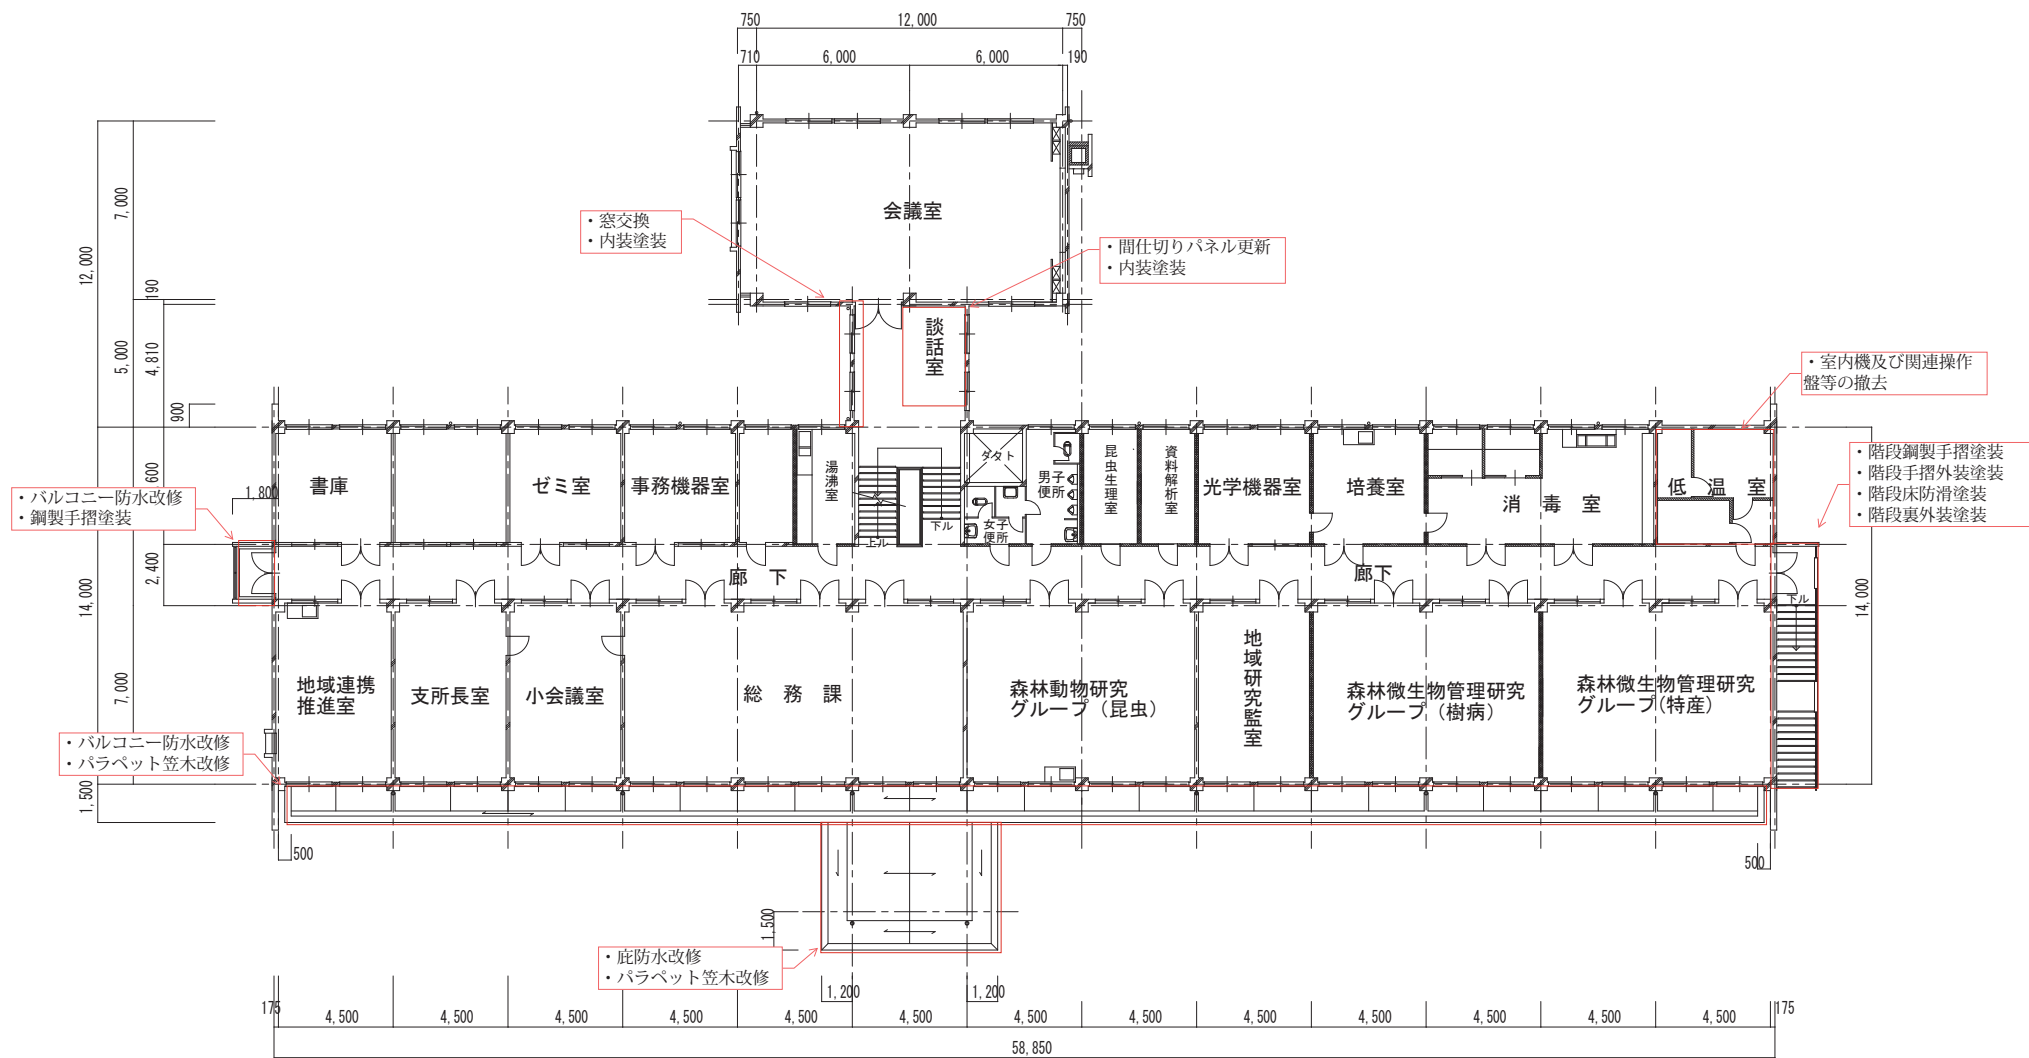 750
12,000
750
710
6,000
6,000
190
7,000
12,000
190
5,000
4,810
900
会議室
・窓交換
・内装塗装
・間仕切りパネル更新
・内装塗装
談話室
・室内機及び関連操作
盤等の撤去
・階段鋼製手摺塗装
・階段手摺外装塗装
・階段床防滑塗装
・階段裏外装塗装
・バルコニー防水改修
・鋼製手摺塗装
1,800
600
2,400
14,000
7,000
1,500
書庫
ゼミ室
事務機器室
湯沸室
上ル
下ル
ダクト
男子
便所
女子
便所
昆虫生理室
資料解析室
光学機器室
培養室
消毒室
低温室
廊下
廊下
下ル
14,000
地域連携
推進室
支所長室
小会議室
総務課
森林動物研究
グループ（昆虫）
地域研究監室
森林微生物管理研究
グループ（樹病）
森林微生物管理研究
グループ（特産）
・バルコニー防水改修
・パラペット笠木改修
500
500
1,500
・庇防水改修
・パラペット笠木改修
1,200
1,200
175
4,500
4,500
4,500
4,500
4,500
4,500
4,500
4,500
4,500
4,500
4,500
4,500
4,500
175
58,850